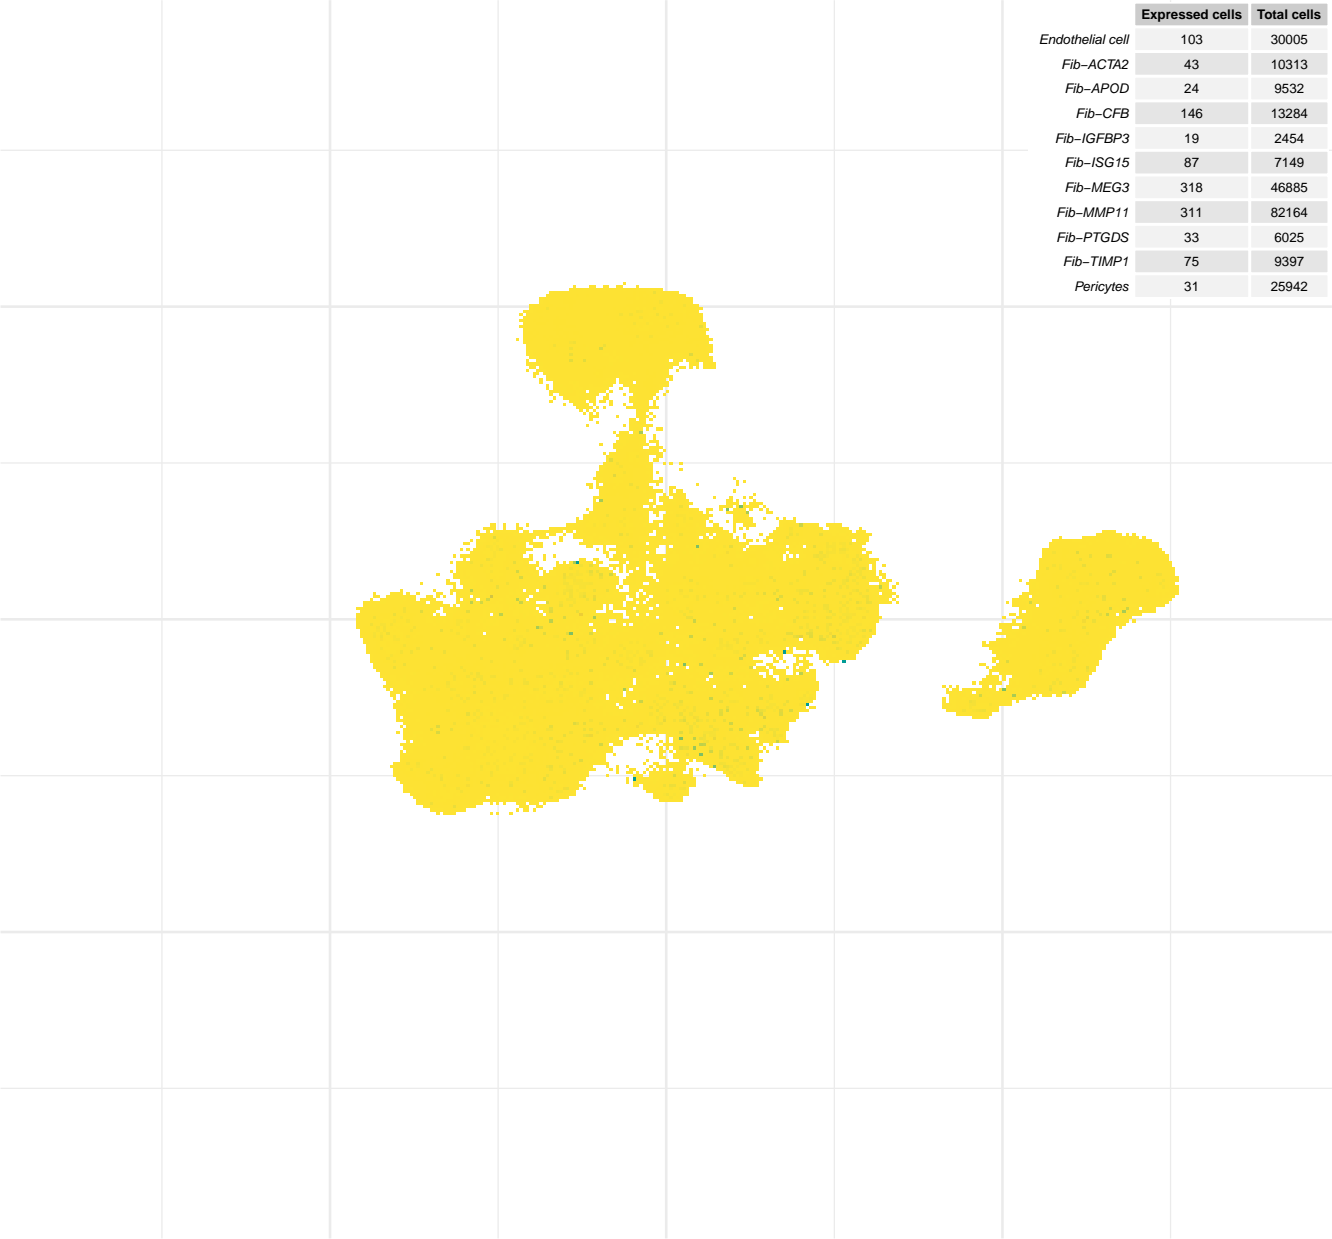 Expressed cells Total cells
Endothelial cell 103 30005
Fib−ACTA2 43 10313
Fib−APOD 24 9532
Fib−CFB 146 13284
Fib−IGFBP3 19 2454
Fib−ISG15 87 7149
Fib−MEG3 318 46885
Fib−MMP11 311 82164
Fib−PTGDS 33 6025
Fib−TIMP1 75 9397
Pericytes 31 25942